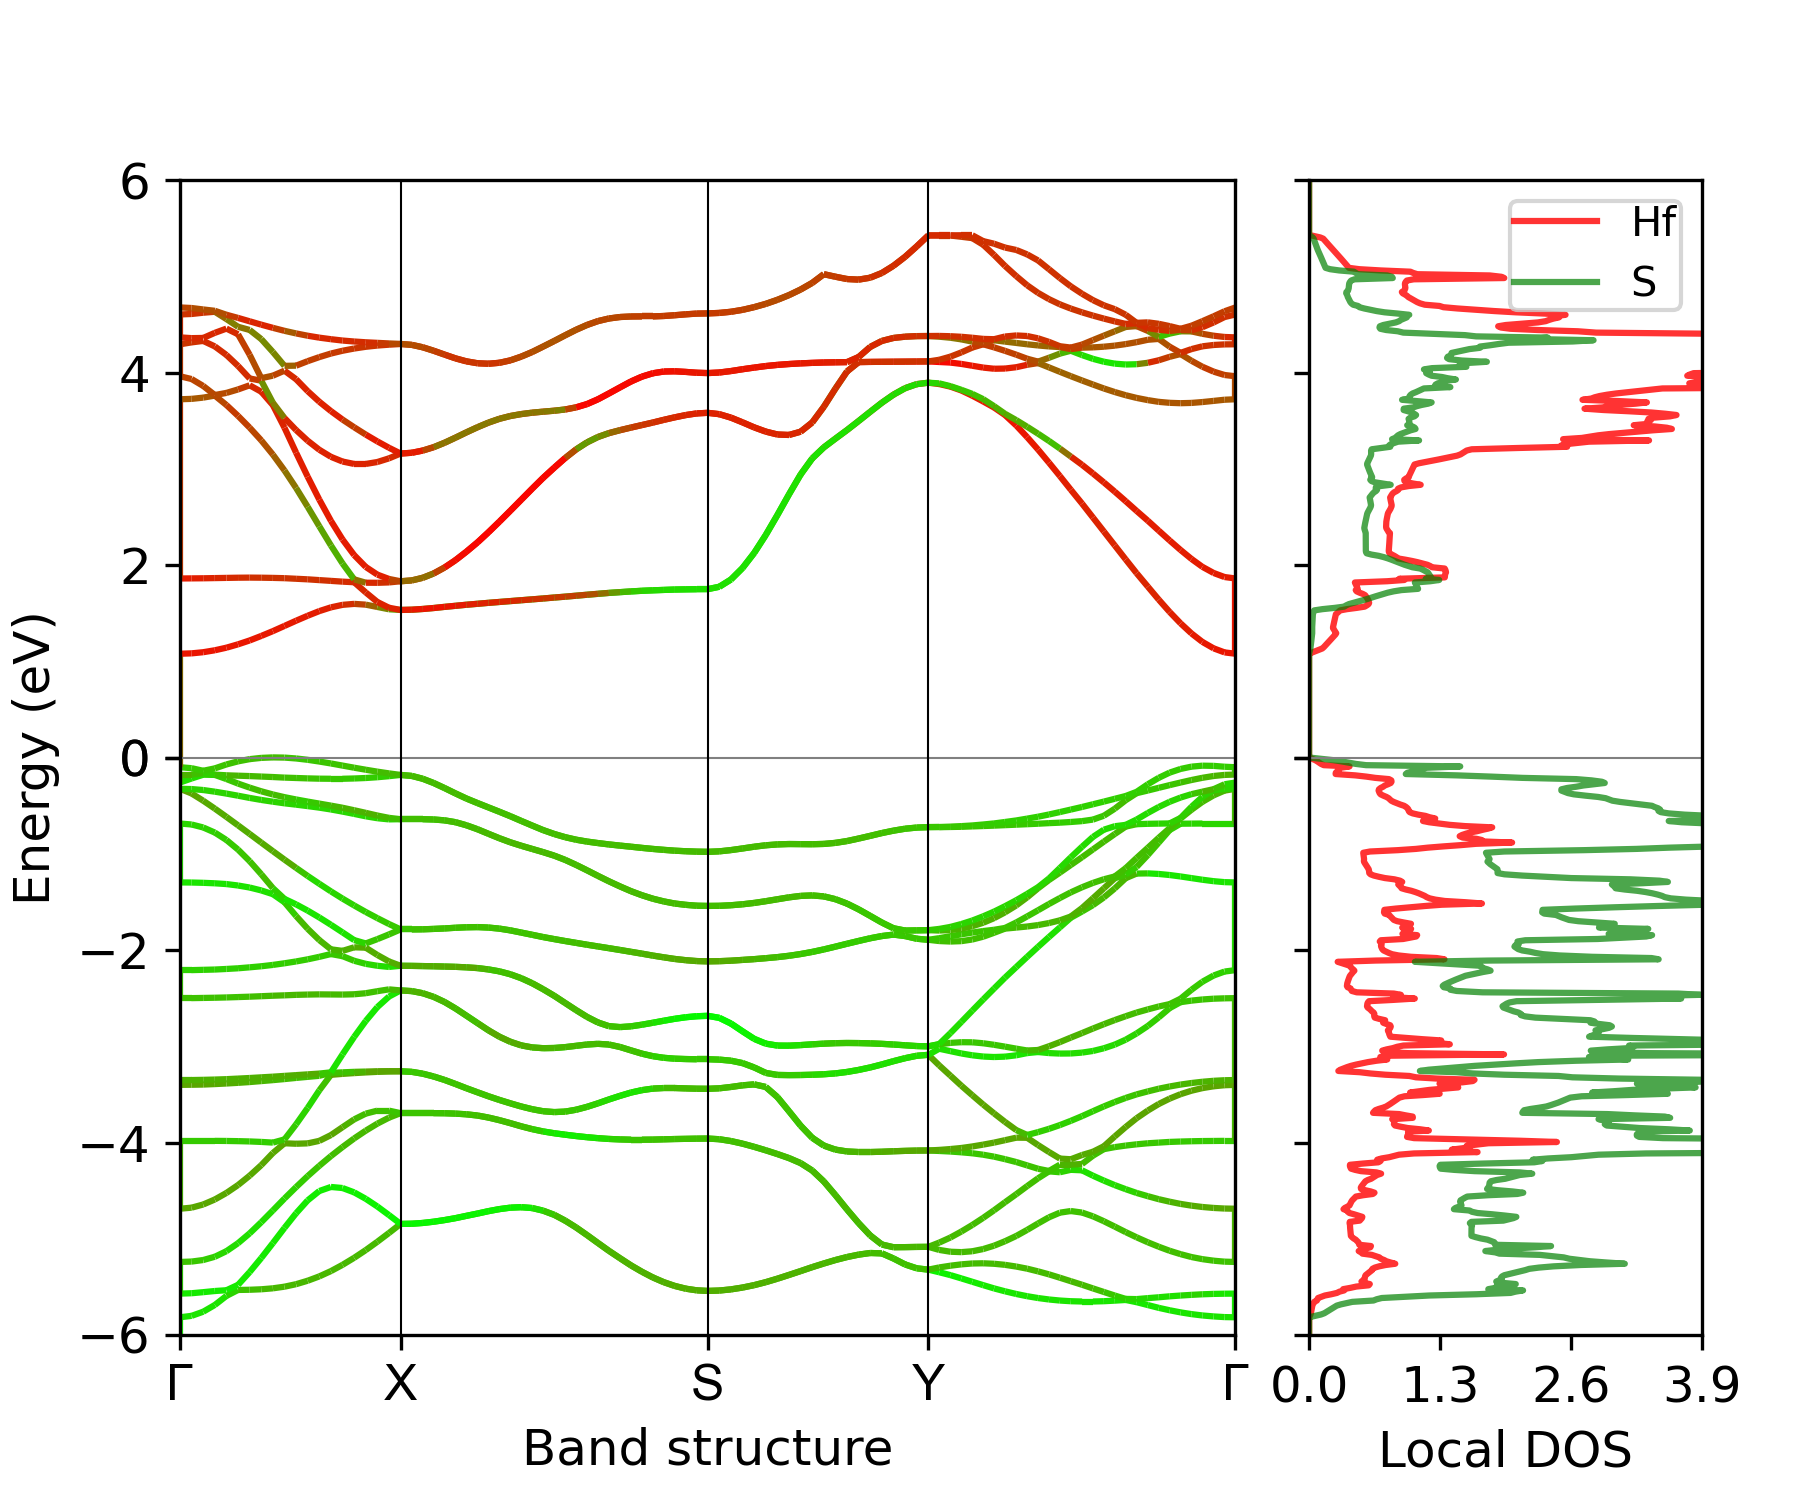 6
4
2
0
−2
−4
−6
Energy (eV)
Γ X S Y Γ
Band structure
Hf
S
0.0 1.3 2.6 3.9
Local DOS